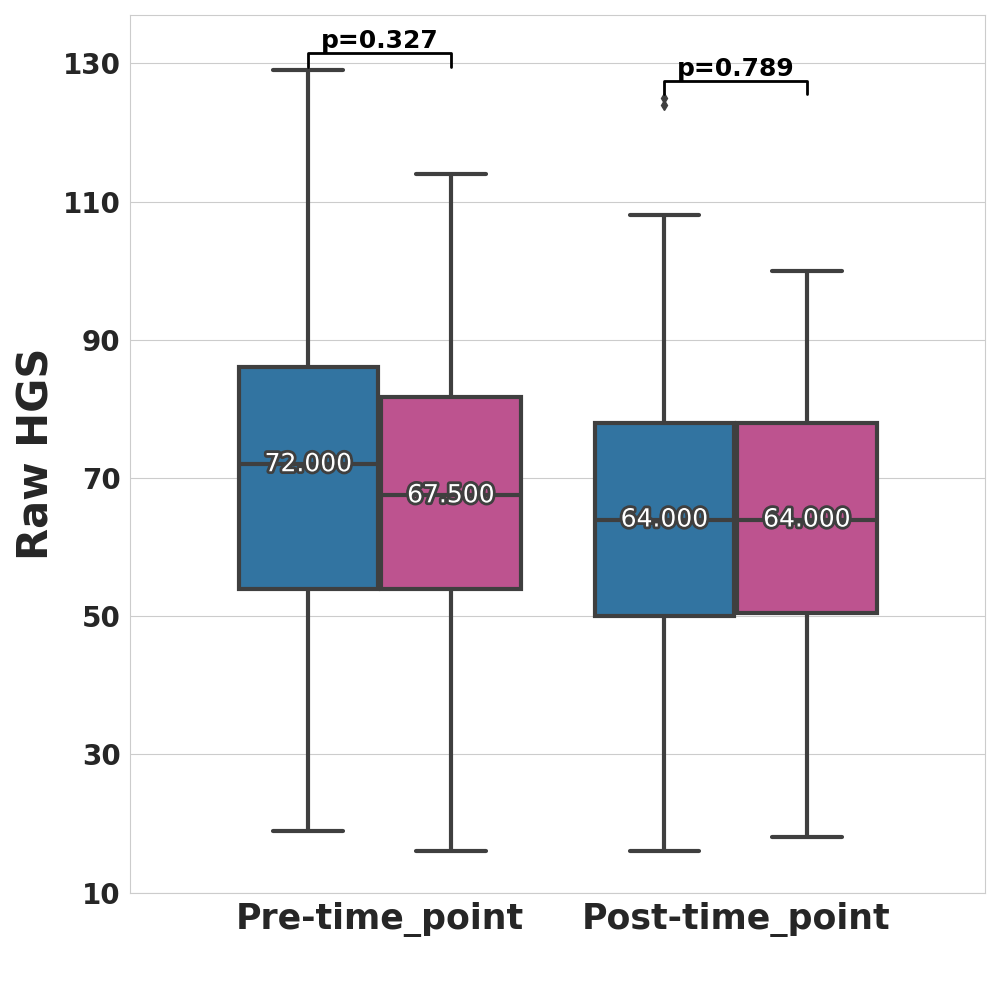 p=0.327
p=0.789
130
110
90
70
50
30
10
Raw HGS
72.000
67.500
64.000
64.000
Pre-time_point
Post-time_point